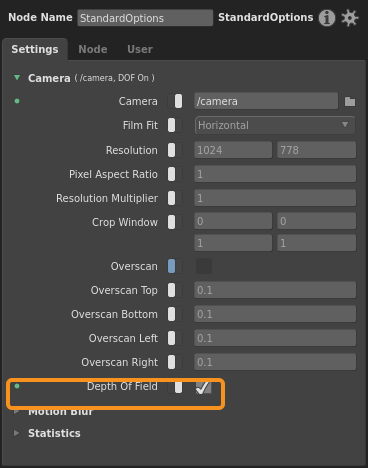 Node Name StandardOptions StandardOptions
Settings Node User
Camera ( /camera, DOF On )
Camera /camera
Film Fit Horizontal
Resolution 1024 778
Pixel Aspect Ratio 1
Resolution Multiplier 1
Crop Window 0 0
1 1
Overscan
Overscan Top 0.1
Overscan Bottom 0.1
Overscan Left 0.1
Overscan Right 0.1
Depth Of Field
Motion Blur
Statistics